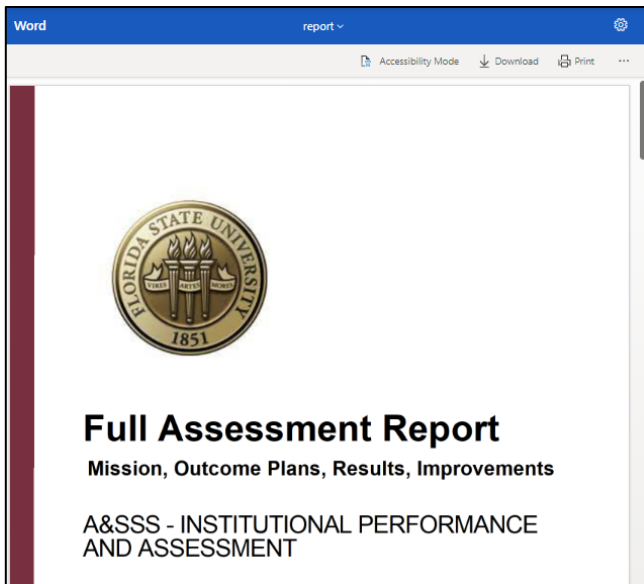 Word
report
Accessibility Mode Download Print ...
FLORIDA STATE UNIVERSITY
VIRES ARTES MORES
1851
Full Assessment Report
Mission, Outcome Plans, Results, Improvements
A&SSS - INSTITUTIONAL PERFORMANCE
AND ASSESSMENT